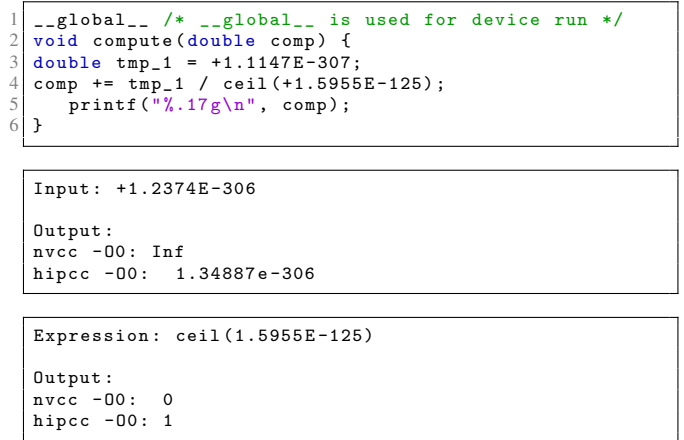 1 __global__ /* __global__ is used for device run */
2 void compute(double comp) {
3 double tmp_1 = +1.1147E-307;
4 comp += tmp_1 / ceil(+1.5955E-125);
5    printf("%.17g\n", comp);
6 }
Input: +1.2374E-306
Output:
nvcc -O0: Inf
hipcc -O0:  1.34887e-306
Expression: ceil(1.5955E-125)
Output:
nvcc -O0:  0
hipcc -O0: 1